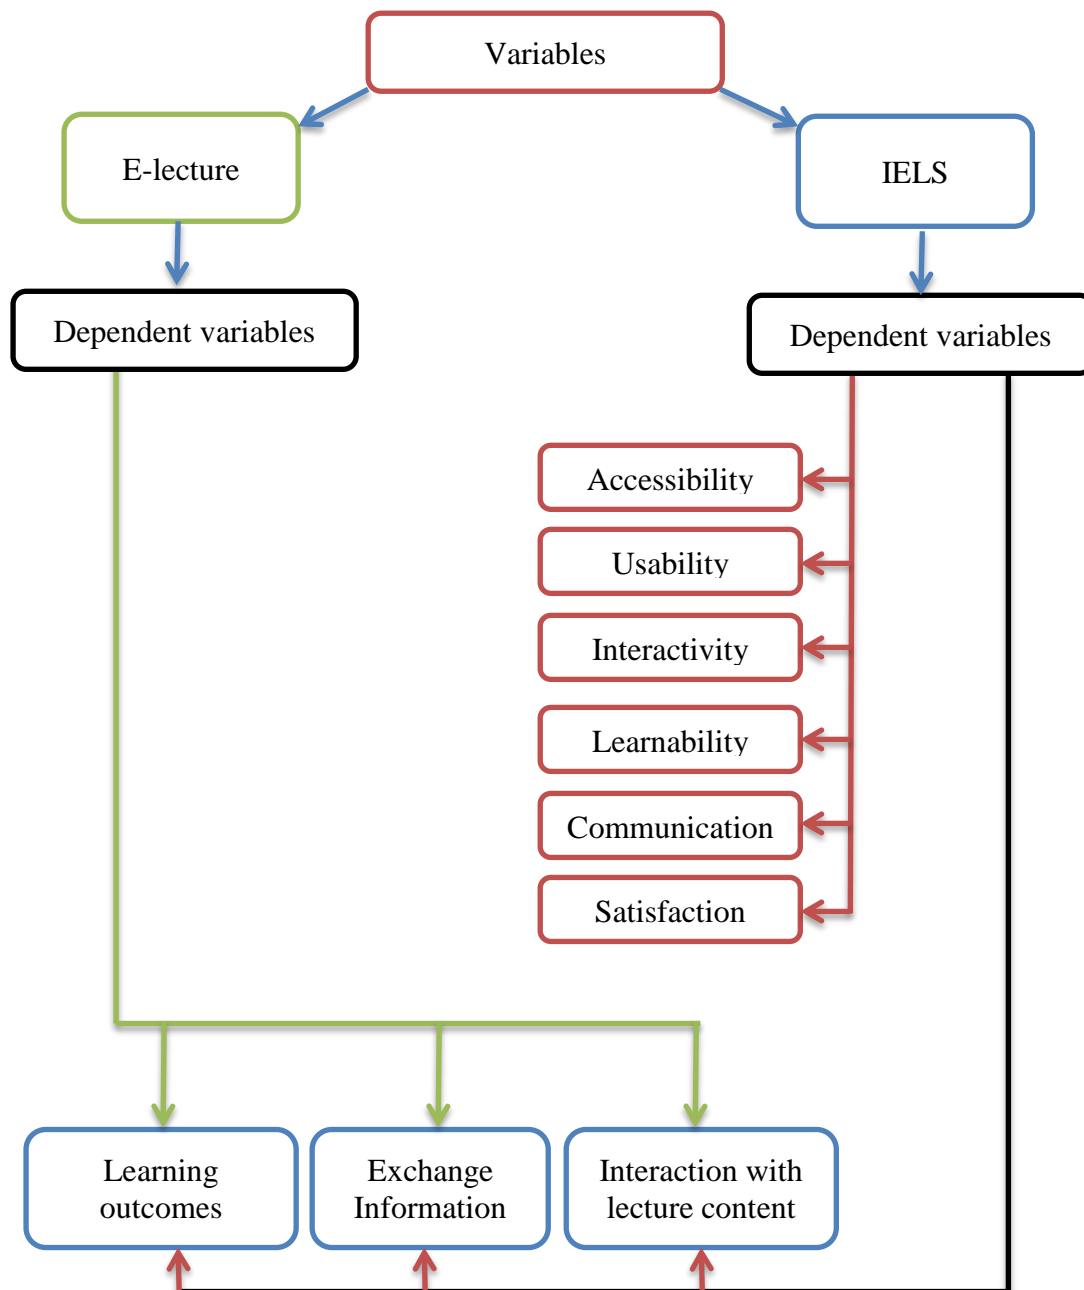 Variables
E-lecture
IELS
Dependent variables
Dependent variables
Accessibility
Usability
Interactivity
Learnability
Communication
Satisfaction
Learning
outcomes
Exchange
Information
Interaction with
lecture content